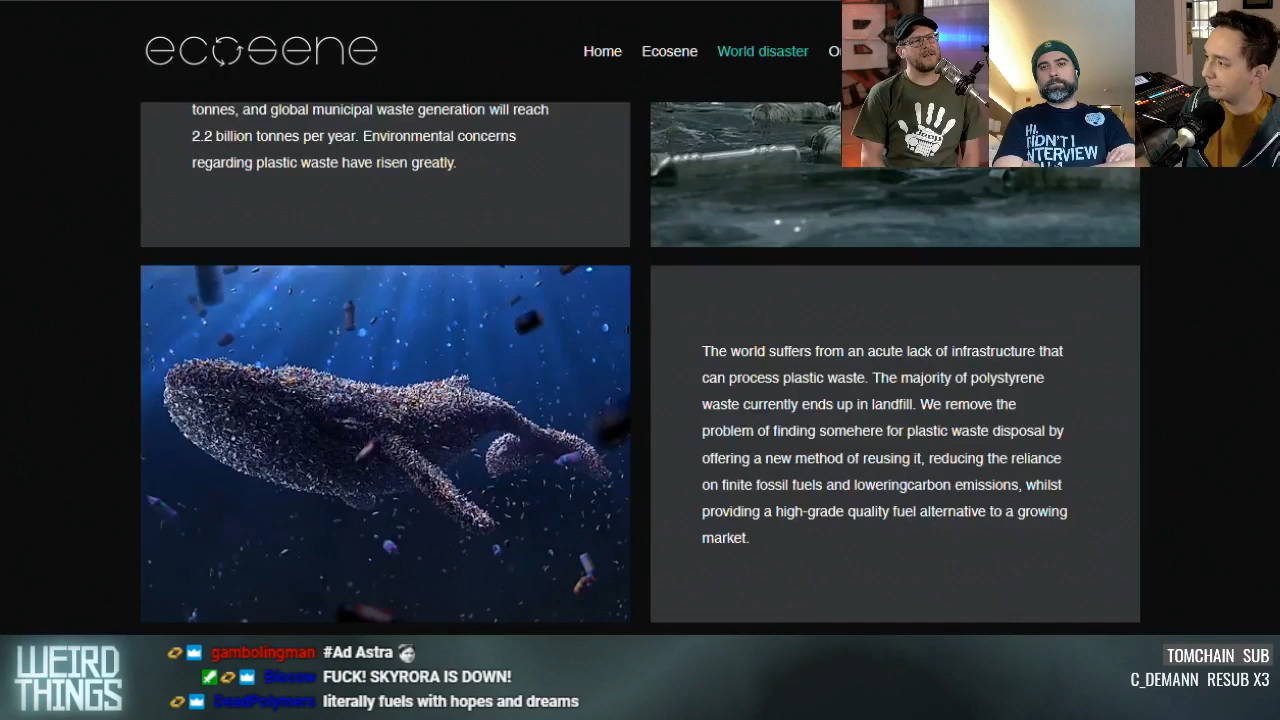 ecosene
Home Ecosene World disaster O
tonnes, and global municipal waste generation will reach
2.2 billion tonnes per year. Environmental concerns
regarding plastic waste have risen greatly.
HI,
DIDN'T I
INTERVIEW
The world suffers from an acute lack of infrastructure that
can process plastic waste. The majority of polystyrene
waste currently ends up in landfill. We remove the
problem of finding somehere for plastic waste disposal by
offering a new method of reusing it, reducing the reliance
on finite fossil fuels and loweringcarbon emissions, whilst
providing a high-grade quality fuel alternative to a growing
market.
WEIRD
THINGS
gambolingman #Ad Astra
Biocow FUCK! SKYRORA IS DOWN!
DeadPolymers literally fuels with hopes and dreams
TOMCHAIN SUB
C_DEMANN RESUB X3